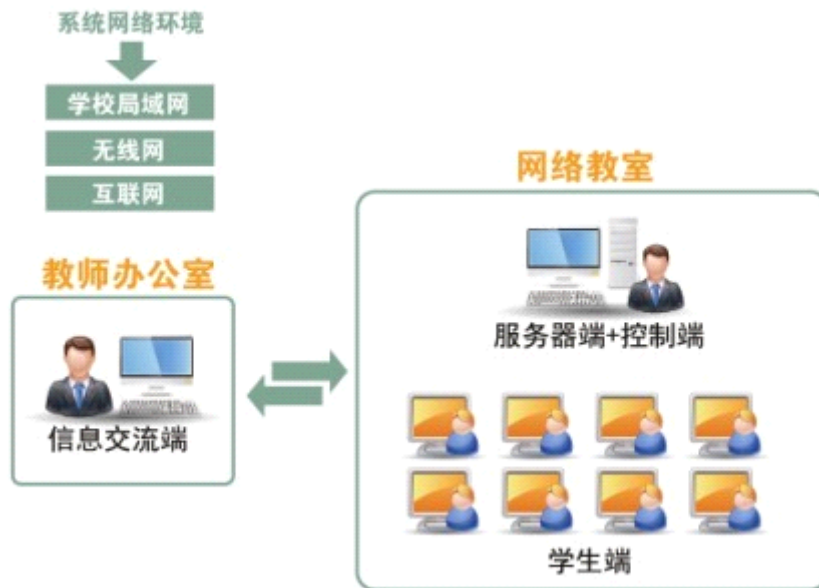 系统网络环境
学校局域网
无线网
互联网
网络教室
教师办公室
服务器端+控制端
信息交流端
学生端